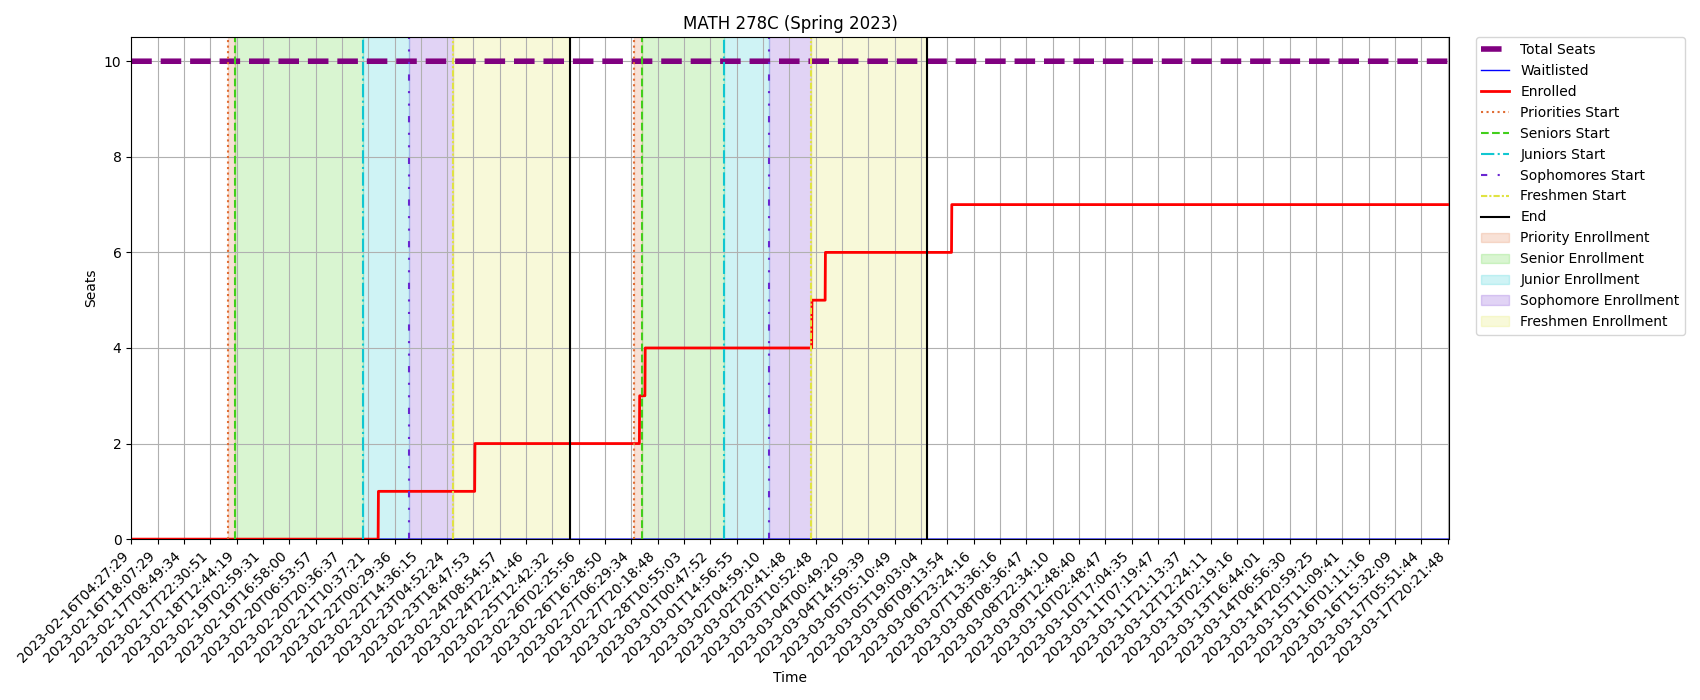 MATH 278C (Spring 2023)
Total Seats
Waitlisted
Enrolled
Priorities Start
Seniors Start
Juniors Start
Sophomores Start
Freshmen Start
End
Priority Enrollment
Senior Enrollment
Junior Enrollment
Sophomore Enrollment
Freshmen Enrollment
Seats
10
8
6
4
2
0
2023-02-16T04:27:29
2023-02-16T18:07:29
2023-02-17T08:49:34
2023-02-17T22:30:51
2023-02-18T12:44:19
2023-02-19T02:59:31
2023-02-19T16:58:00
2023-02-20T06:53:57
2023-02-20T20:36:37
2023-02-21T10:37:21
2023-02-22T00:29:36
2023-02-22T14:36:15
2023-02-23T04:52:24
2023-02-23T18:47:53
2023-02-24T08:54:57
2023-02-24T22:41:46
2023-02-25T12:42:32
2023-02-26T02:25:56
2023-02-26T16:28:50
2023-02-27T06:29:34
2023-02-27T20:18:48
2023-02-28T10:55:03
2023-03-01T00:47:52
2023-03-01T14:56:55
2023-03-02T04:59:10
2023-03-02T20:41:48
2023-03-03T10:52:48
2023-03-04T00:49:20
2023-03-04T14:59:39
2023-03-05T05:10:49
2023-03-05T19:03:04
2023-03-06T09:13:54
2023-03-06T23:24:16
2023-03-07T13:36:16
2023-03-08T08:36:47
2023-03-08T22:34:10
2023-03-09T12:48:40
2023-03-10T02:48:47
2023-03-10T17:04:35
2023-03-11T07:19:47
2023-03-11T21:13:37
2023-03-12T12:24:11
2023-03-13T02:19:16
2023-03-13T16:44:01
2023-03-14T06:56:30
2023-03-14T20:59:25
2023-03-15T11:09:41
2023-03-16T01:11:16
2023-03-16T15:32:09
2023-03-17T05:51:44
2023-03-17T20:21:48
Time